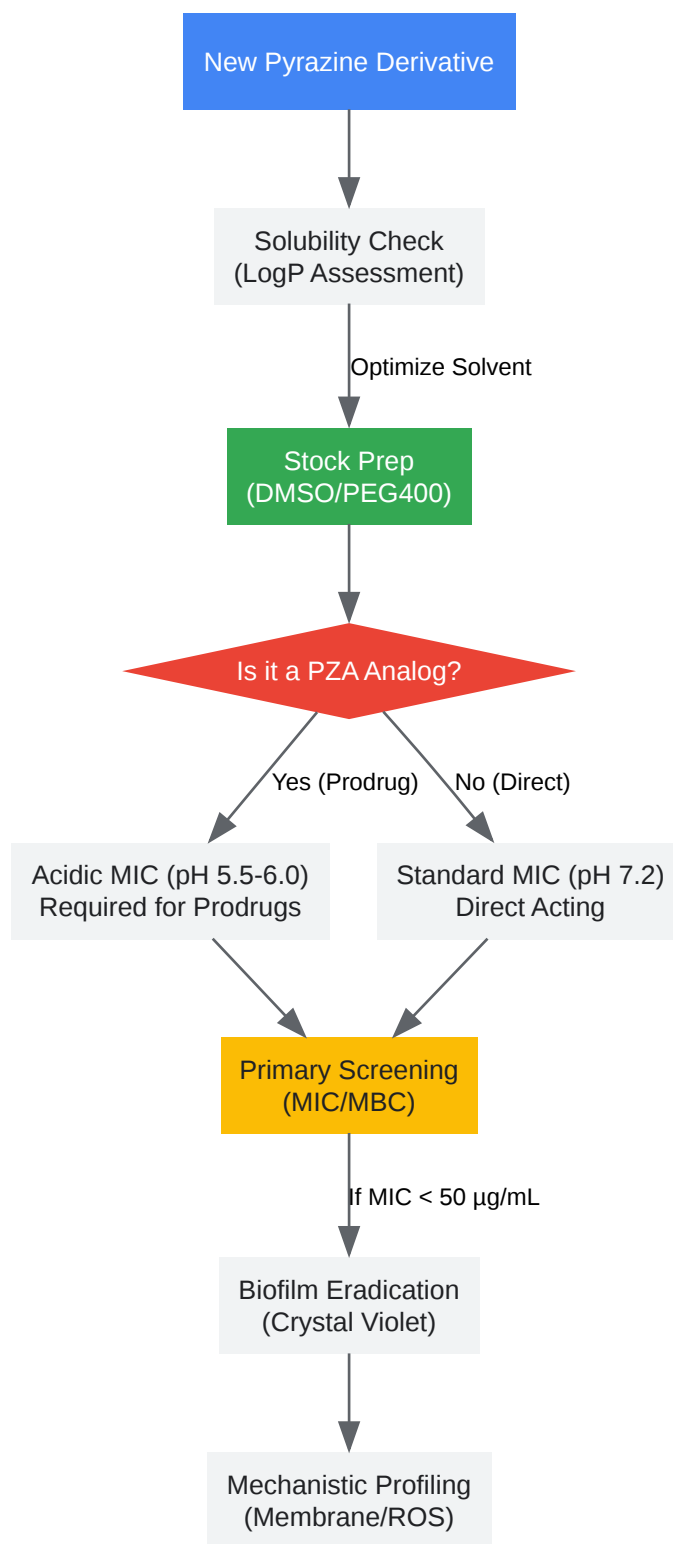 New Pyrazine Derivative
Solubility Check
(LogP Assessment)
Optimize Solvent
Stock Prep
(DMSO/PEG400)
Is it a PZA Analog?
Yes (Prodrug)
No (Direct)
Acidic MIC (pH 5.5-6.0)
Required for Prodrugs
Standard MIC (pH 7.2)
Direct Acting
Primary Screening
(MIC/MBC)
If MIC < 50 µg/mL
Biofilm Eradication
(Crystal Violet)
Mechanistic Profiling
(Membrane/ROS)